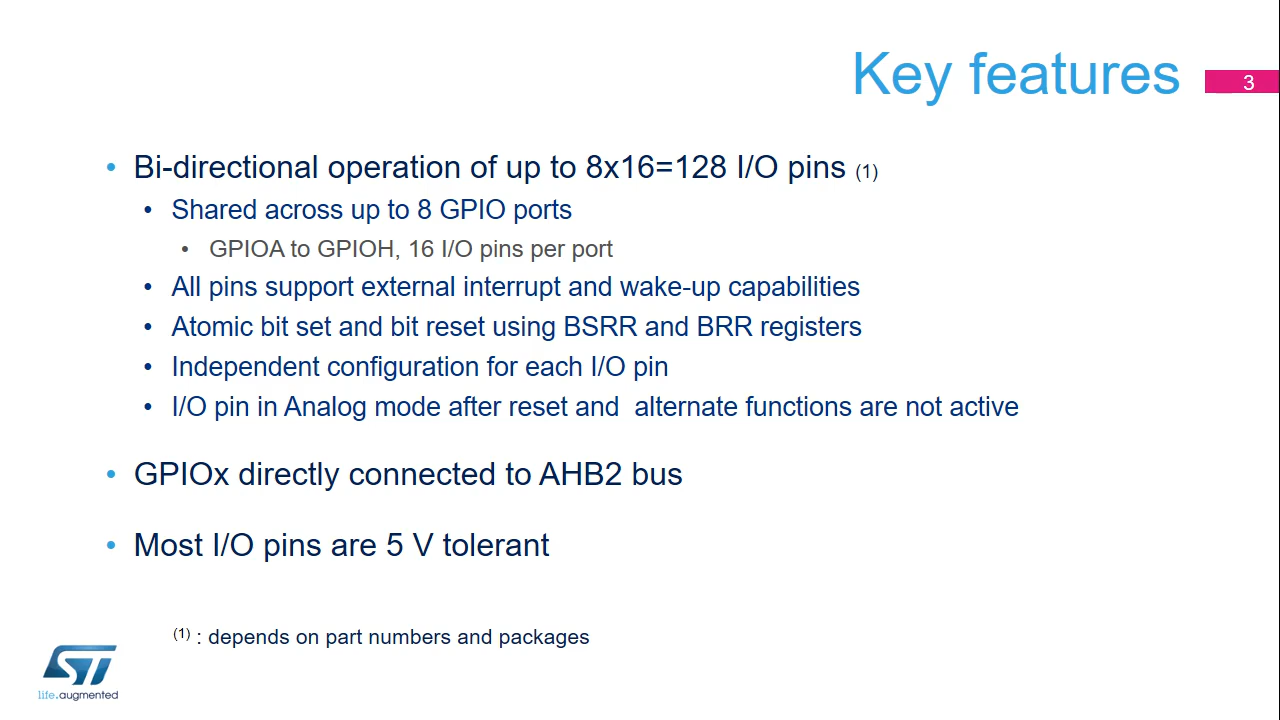 Key features
3
• Bi-directional operation of up to 8x16=128 I/O pins (1)
• Shared across up to 8 GPIO ports
• GPIOA to GPIOH, 16 I/O pins per port
• All pins support external interrupt and wake-up capabilities
• Atomic bit set and bit reset using BSRR and BRR registers
• Independent configuration for each I/O pin
• I/O pin in Analog mode after reset and  alternate functions are not active
• GPIOx directly connected to AHB2 bus
• Most I/O pins are 5 V tolerant
(1) : depends on part numbers and packages
ST
life.augmented